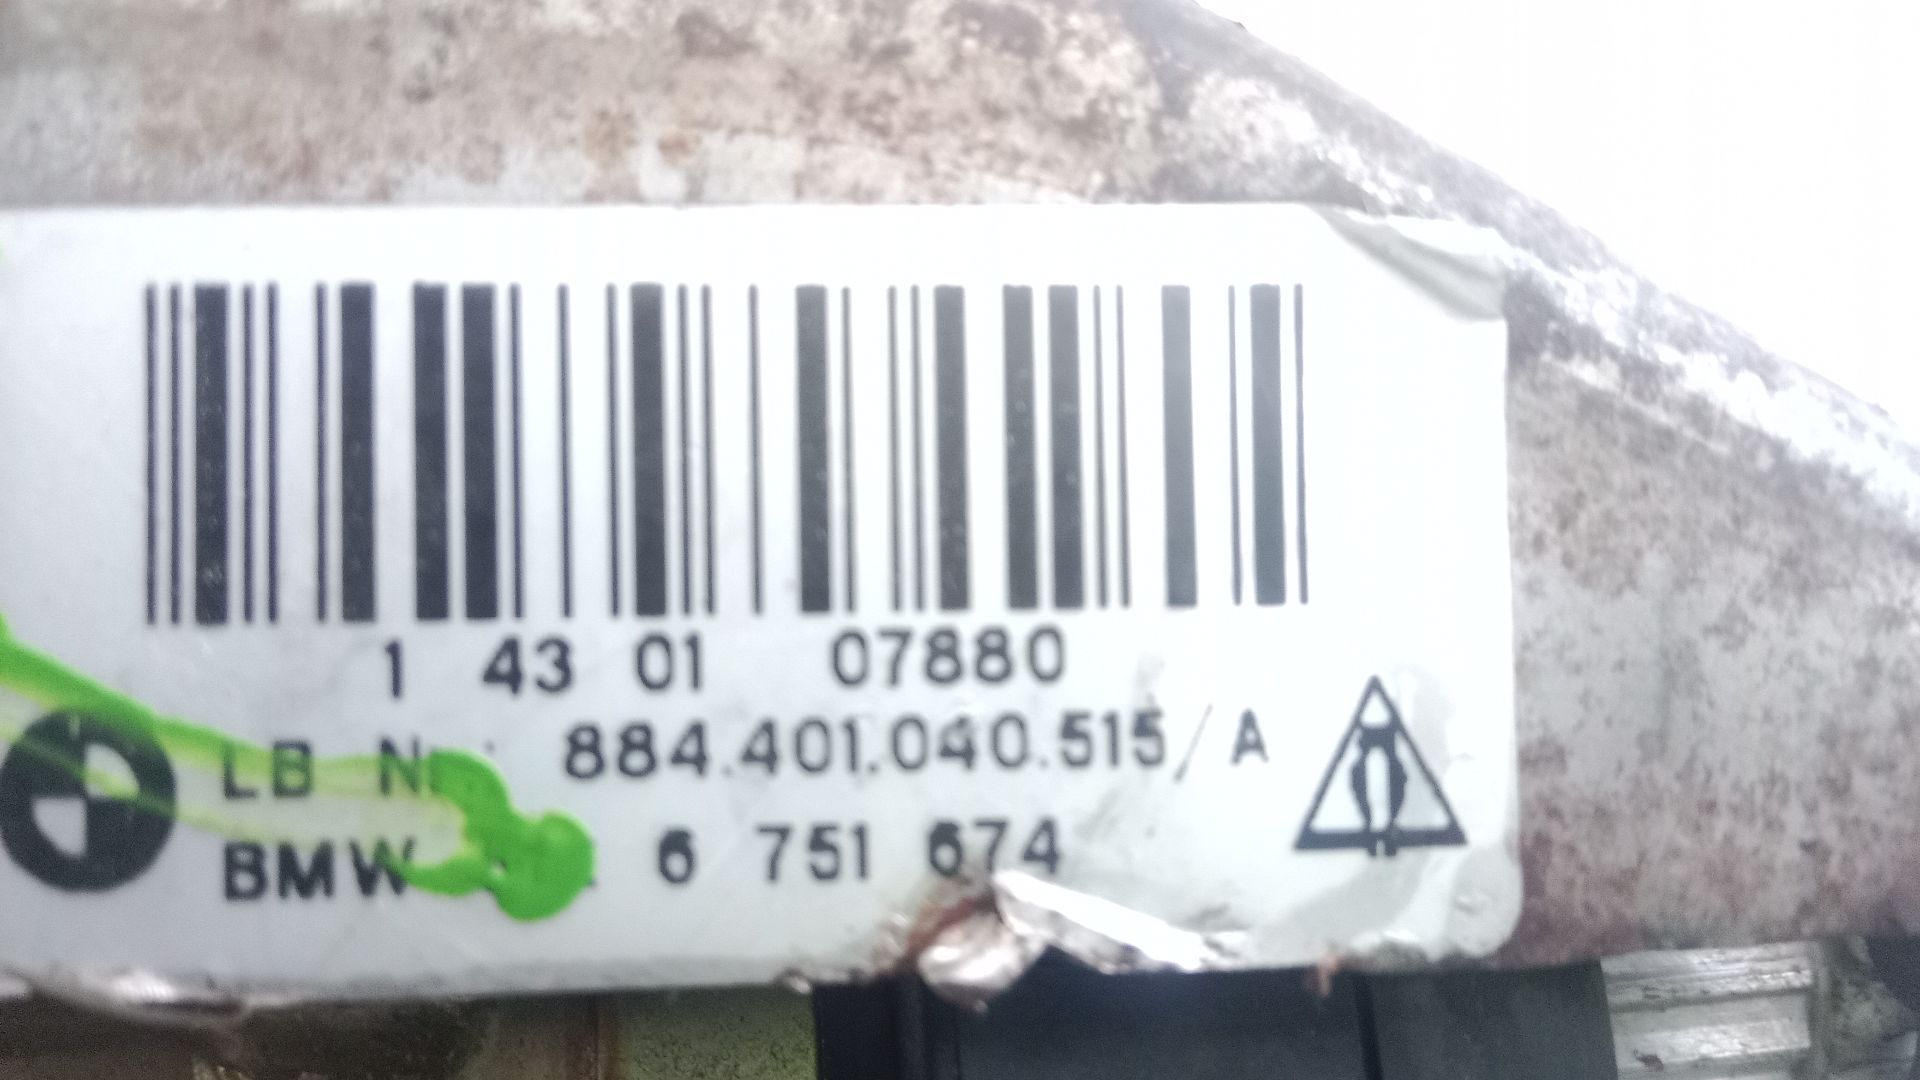 1 43 01 07880
LB N : 884.401.040.515/A
BMW 6 751 674